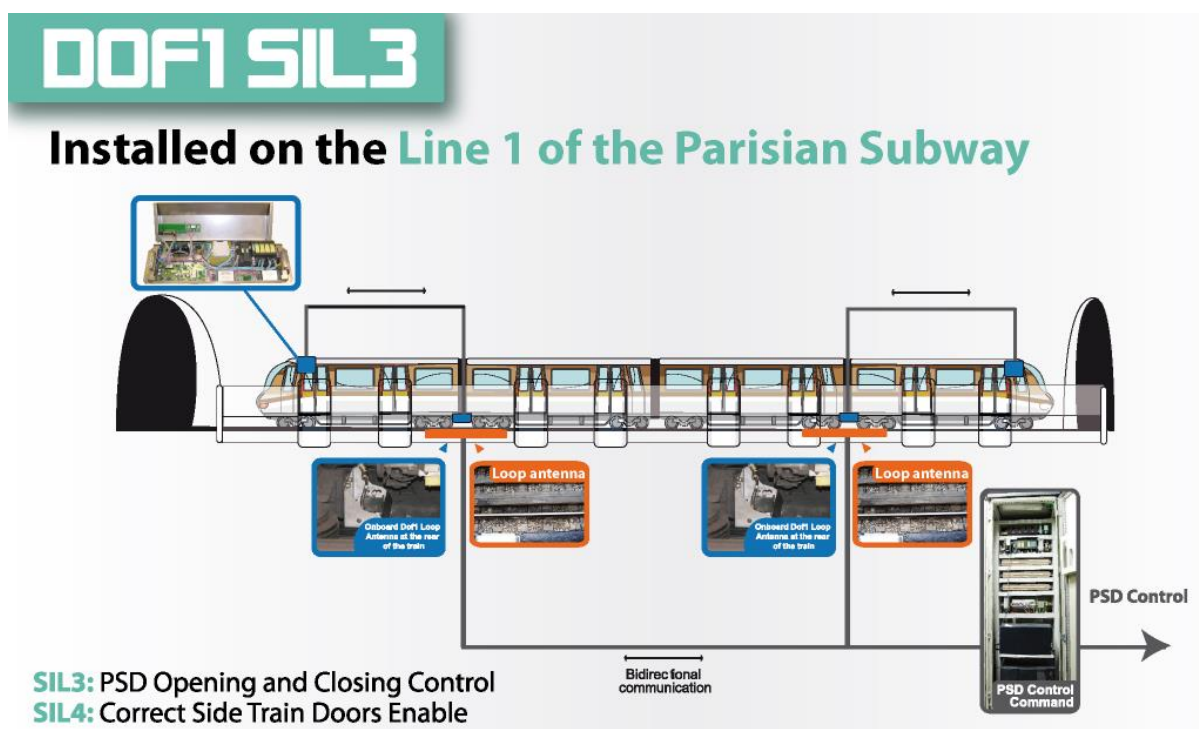 DOF1 SIL3
Installed on the Line 1 of the Parisian Subway
Onboard Dof1 Loop
Antenna at the rear
of the train
Loop antenna
Onboard Dof1 Loop
Antenna at the rear
of the train
Loop antenna
PSD Control
Bidirectional
communication
PSD Control
Command
SIL3: PSD Opening and Closing Control
SIL4: Correct Side Train Doors Enable